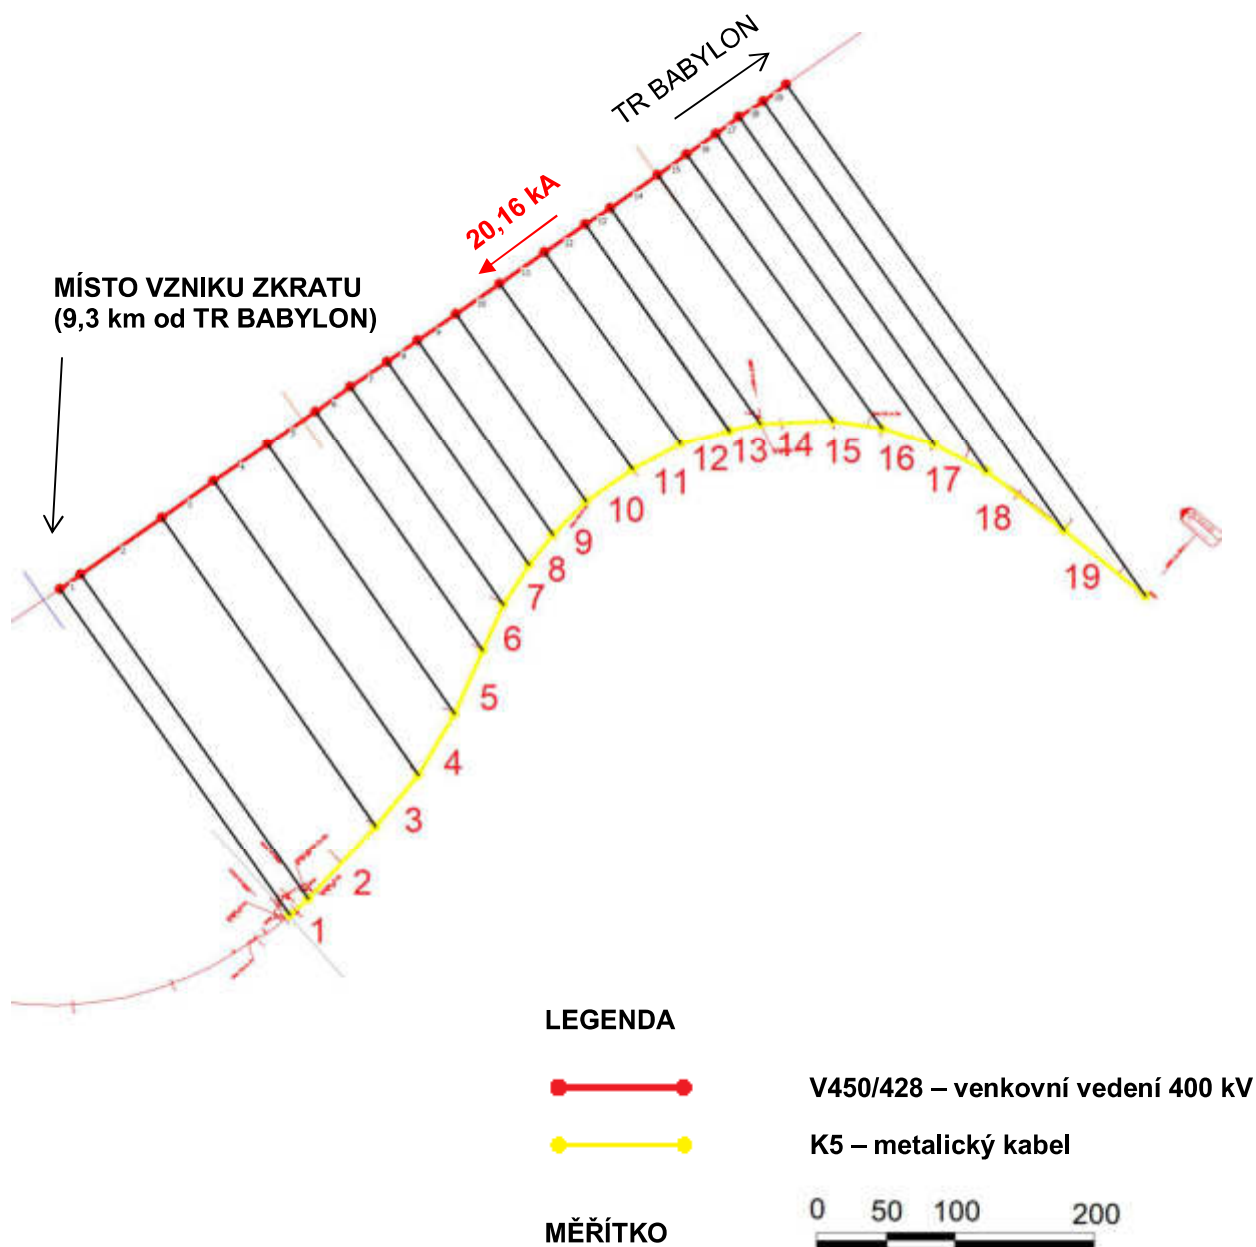 TR BABYLON
20,16 kA
MÍSTO VZNIKU ZKRATU
(9,3 km od TR BABYLON)
1
2
3
4
5
6
7
8
9
10
11
12
13
14
15
16
17
18
19
LEGENDA
V450/428 – venkovní vedení 400 kV
K5 – metalický kabel
MĚŘÍTKO
0 50 100 200